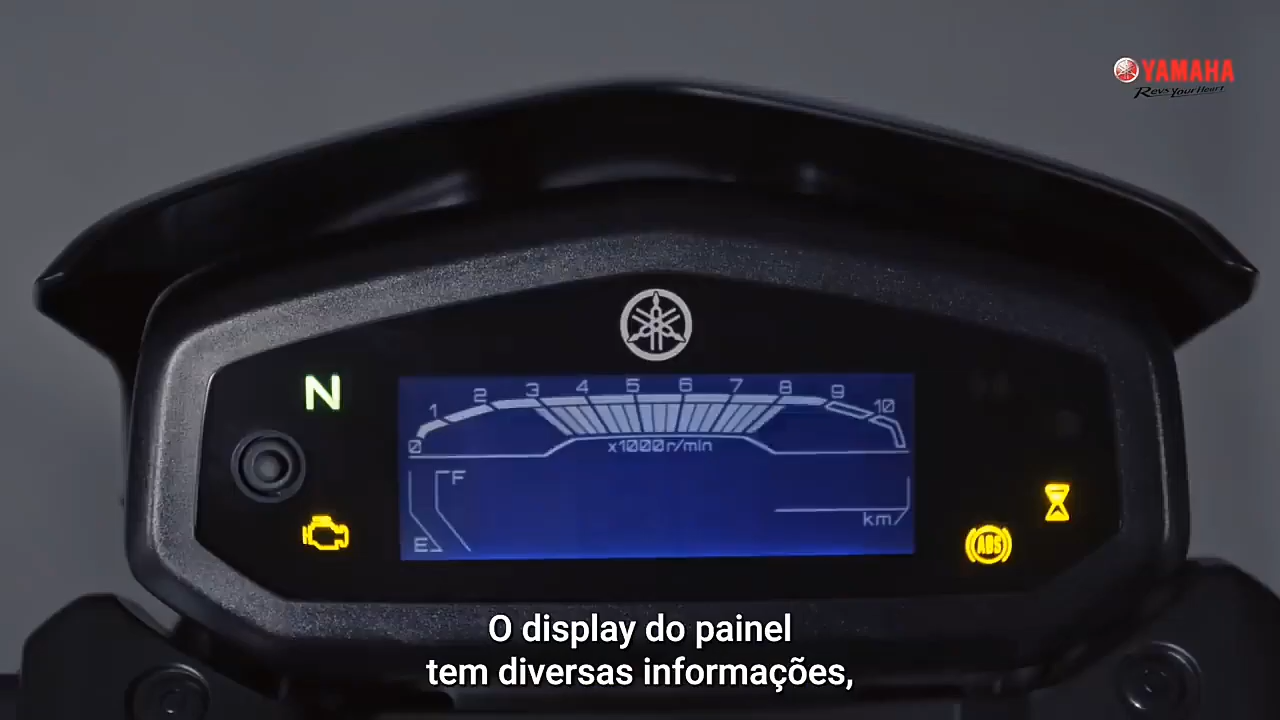 YAMAHA
Revs Your Heart
N
0 1 2 3 4 5 6 7 8 9 10
x1000r/min
F
E
km/
ABS
O display do painel
tem diversas informações,